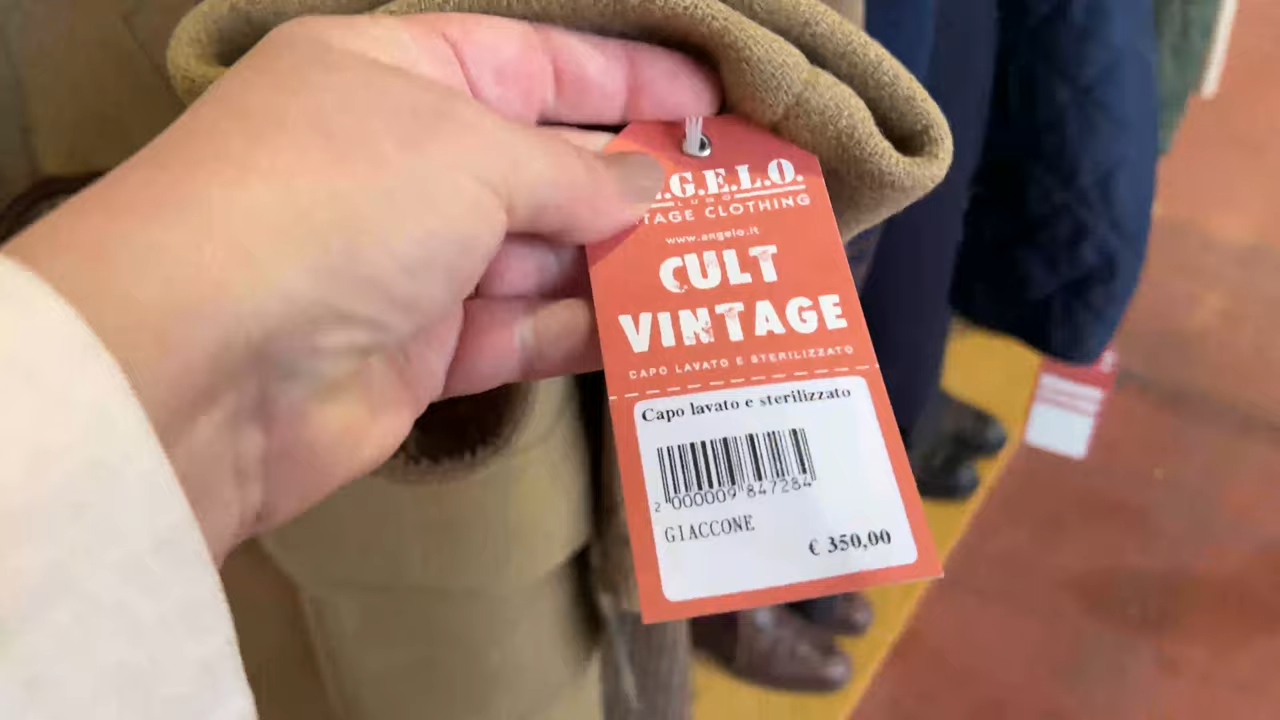 .G.E.L.O.
LUGO
TAGE CLOTHING
www.angelo.it
CULT
VINTAGE
CAPO LAVATO E STERILIZZATO
Capo lavato e sterilizzato
2 000009 847284
GIACCONE
€ 350,00